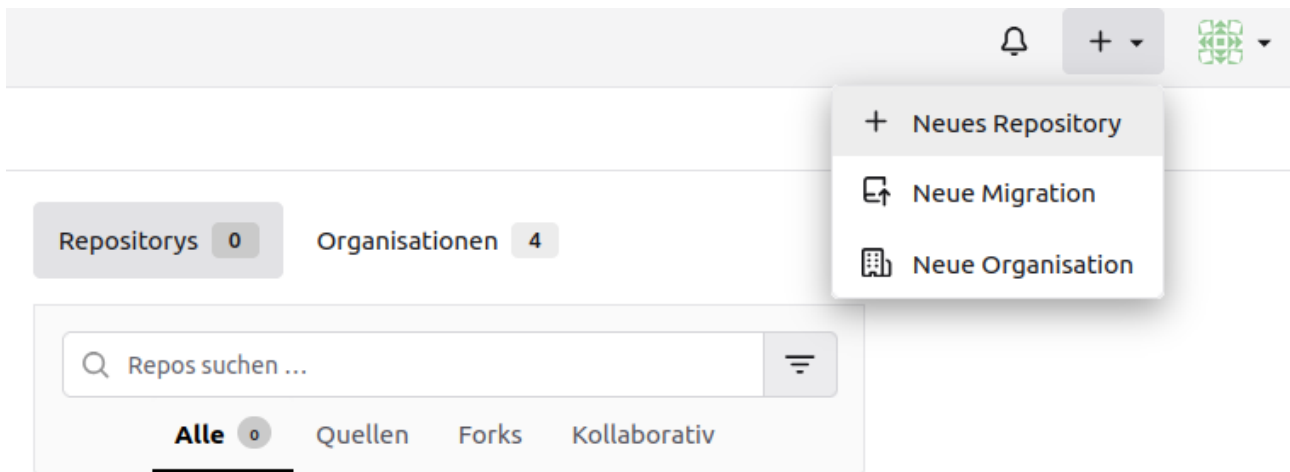 Neues Repository
Neue Migration
Neue Organisation
Repositorys 0 Organisationen 4
Repos suchen ...
Alle 0 Quellen Forks Kollaborativ